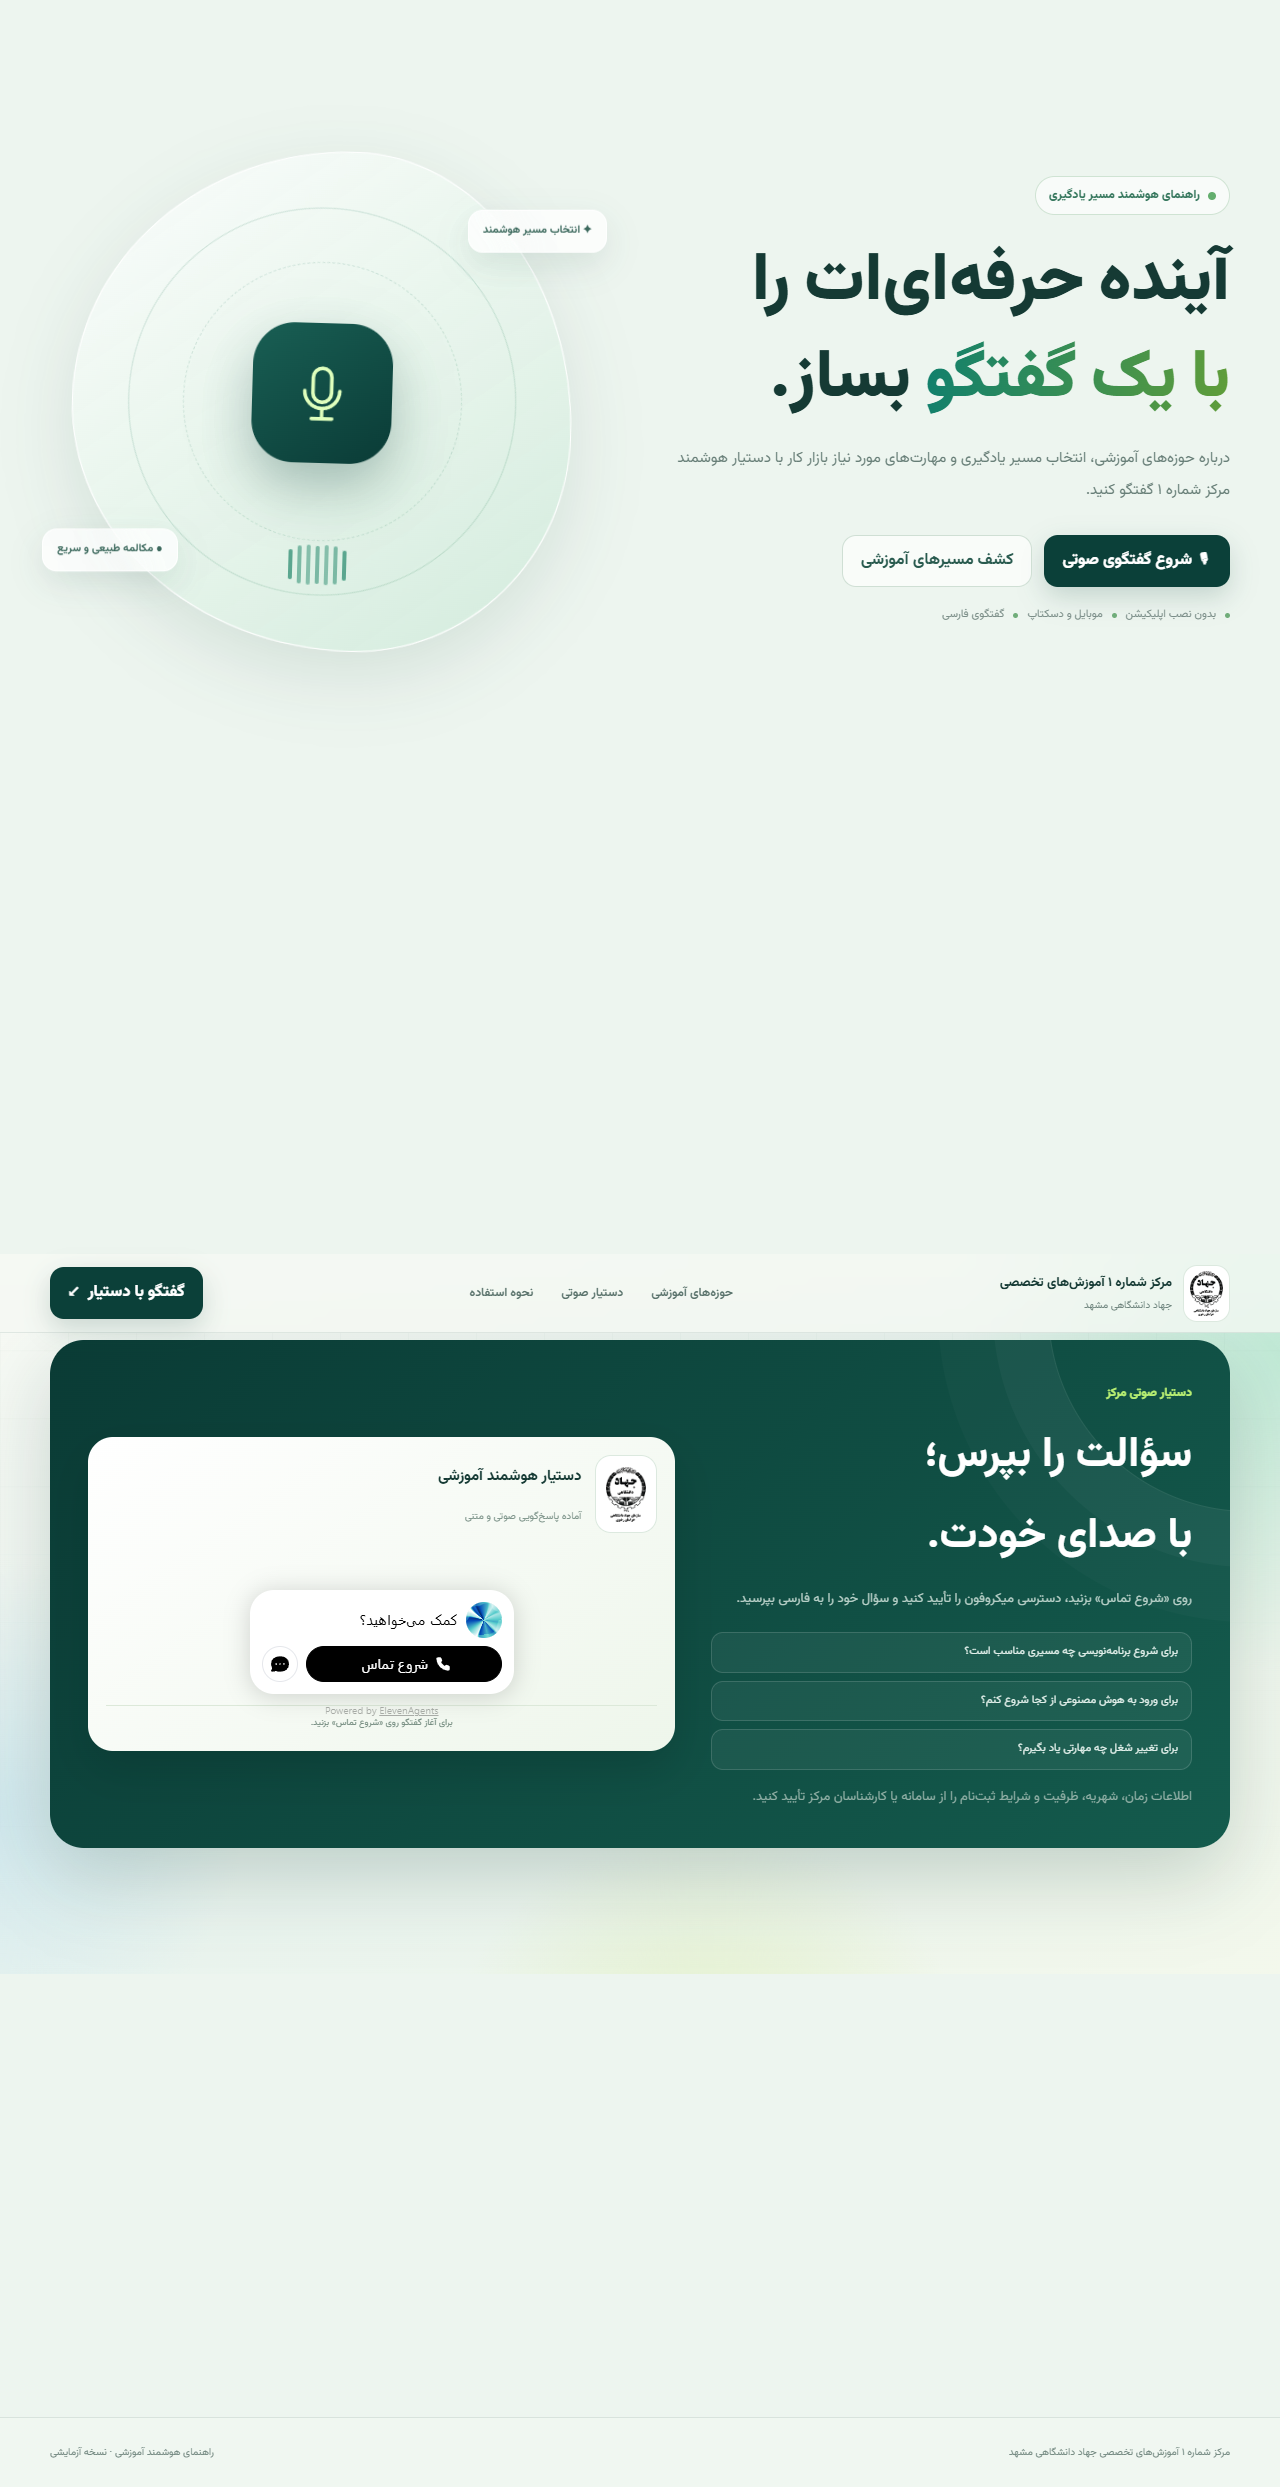 راهنمای هوشمند مسیر یادگیری
آینده حرفه‌ای‌ات را
با یک گفتگو بساز.
درباره حوزه‌های آموزشی، انتخاب مسیر یادگیری و مهارت‌های مورد نیاز بازار کار با دستیار هوشمند
مرکز شماره ۱ گفتگو کنید.
شروع گفتگوی صوتی
کشف مسیرهای آموزشی
بدون نصب اپلیکیشن
موبایل و دسکتاپ
گفتگوی فارسی
✦ انتخاب مسیر هوشمند
● مکالمه طبیعی و سریع
مرکز شماره ۱ آموزش‌های تخصصی
جهاد دانشگاهی مشهد
حوزه‌های آموزشی
دستیار صوتی
نحوه استفاده
گفتگو با دستیار ↙
دستیار صوتی مرکز
سؤالت را بپرس؛
با صدای خودت.
روی «شروع تماس» بزنید، دسترسی میکروفون را تأیید کنید و سؤال خود را به فارسی بپرسید.
برای شروع برنامه‌نویسی چه مسیری مناسب است؟
برای ورود به هوش مصنوعی از کجا شروع کنم؟
برای تغییر شغل چه مهارتی یاد بگیرم؟
اطلاعات زمان، شهریه، ظرفیت و شرایط ثبت‌نام را از سامانه یا کارشناسان مرکز تأیید کنید.
جهاد
دانشگاهی
دستیار هوشمند آموزشی
آماده پاسخ‌گویی صوتی و متنی
کمک می‌خواهید؟
شروع تماس
Powered by ElevenAgents
برای آغاز گفتگو روی «شروع تماس» بزنید.
مرکز شماره ۱ آموزش‌های تخصصی جهاد دانشگاهی مشهد
راهنمای هوشمند آموزشی · نسخه آزمایشی